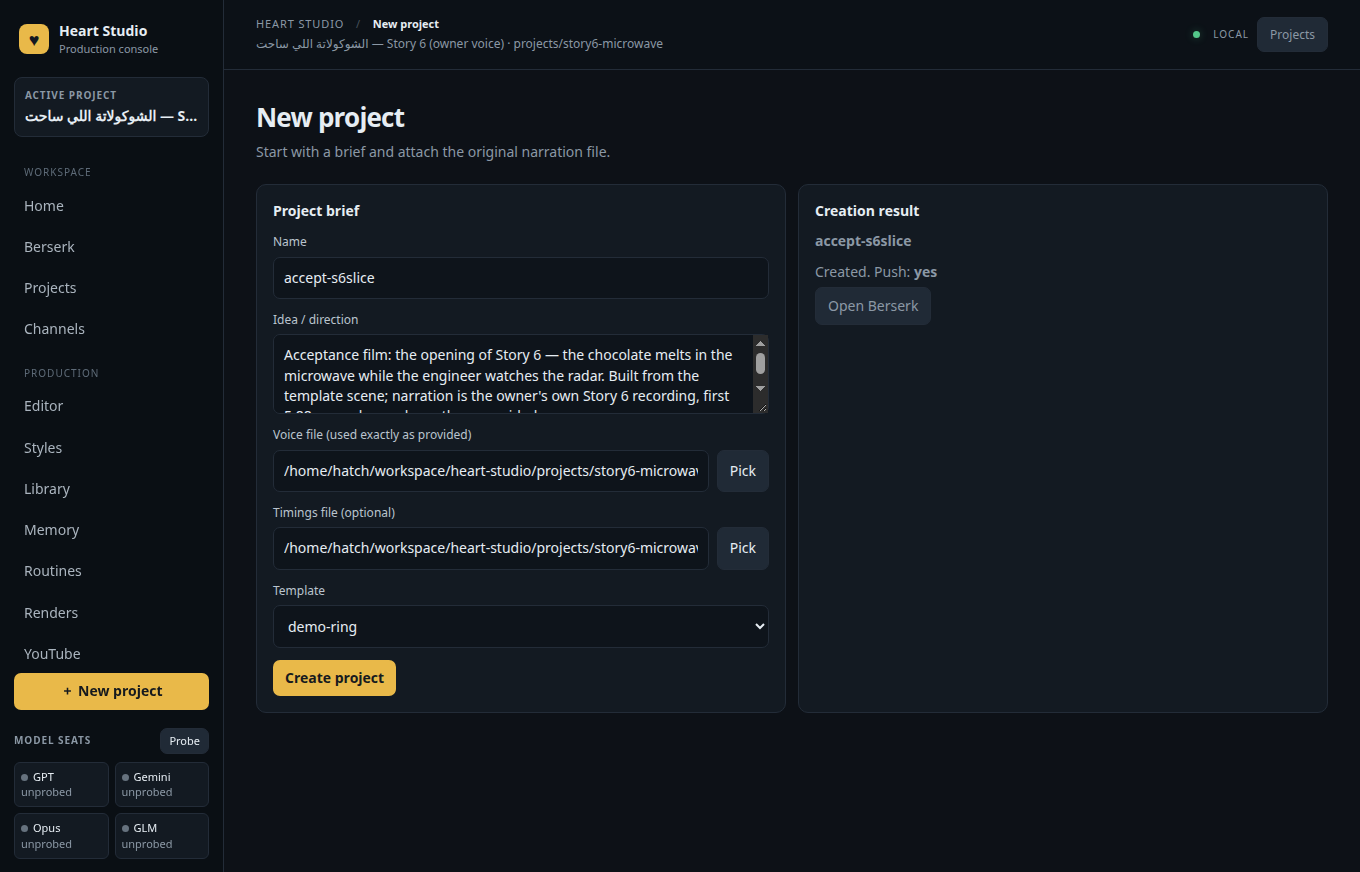 Heart Studio
Production console
ACTIVE PROJECT
الشوكولاتة اللي ساحت — S...
WORKSPACE
Home
Berserk
Projects
Channels
PRODUCTION
Editor
Styles
Library
Memory
Routines
Renders
YouTube
+ New project
MODEL SEATS
Probe
GPT
unprobed
Gemini
unprobed
Opus
unprobed
GLM
unprobed
HEART STUDIO / New project
الشوكولاتة اللي ساحت — Story 6 (owner voice) · projects/story6-microwave
LOCAL
Projects
New project
Start with a brief and attach the original narration file.
Project brief
Name
accept-s6slice
Idea / direction
Acceptance film: the opening of Story 6 — the chocolate melts in the
microwave while the engineer watches the radar. Built from the
template scene; narration is the owner's own Story 6 recording, first
Voice file (used exactly as provided)
/home/hatch/workspace/heart-studio/projects/story6-microwav
Pick
Timings file (optional)
/home/hatch/workspace/heart-studio/projects/story6-microwav
Pick
Template
demo-ring
Create project
Creation result
accept-s6slice
Created. Push: yes
Open Berserk